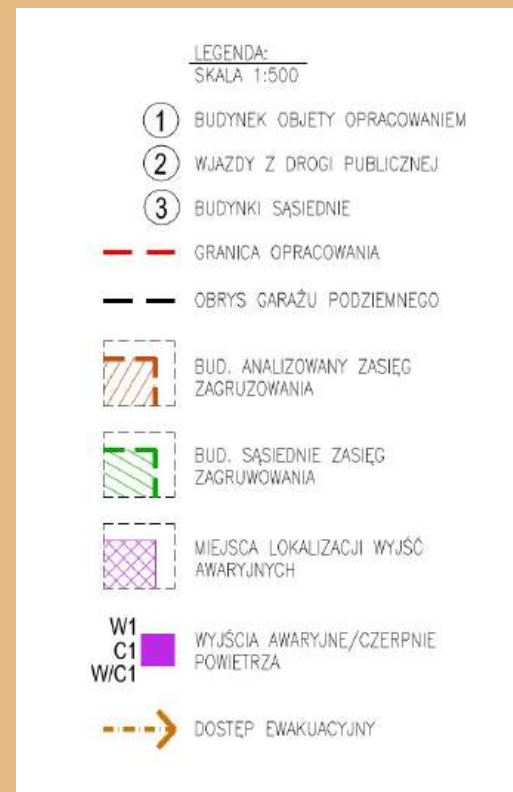 LEGENDA:
SKALA 1:500
1 BUDYNEK OBJETY OPRACOWANIEM
2 WJAZDY Z DROGI PUBLICZNEJ
3 BUDYNKI SĄSIEDNIE
GRANICA OPRACOWANIA
OBRYS GARAŻU PODZIEMNEGO
BUD. ANALIZOWANY ZASIĘG
ZAGRUZOWANIA
BUD. SĄSIEDNIE ZASIĘG
ZAGRUWOWANIA
MIEJSCA LOKALIZACJI WYJŚĆ
AWARYJNYCH
W1
C1
W/C1
WYJŚCIA AWARYJNE/CZERPNIE
POWIETRZA
DOSTĘP EWAKUACYJNY